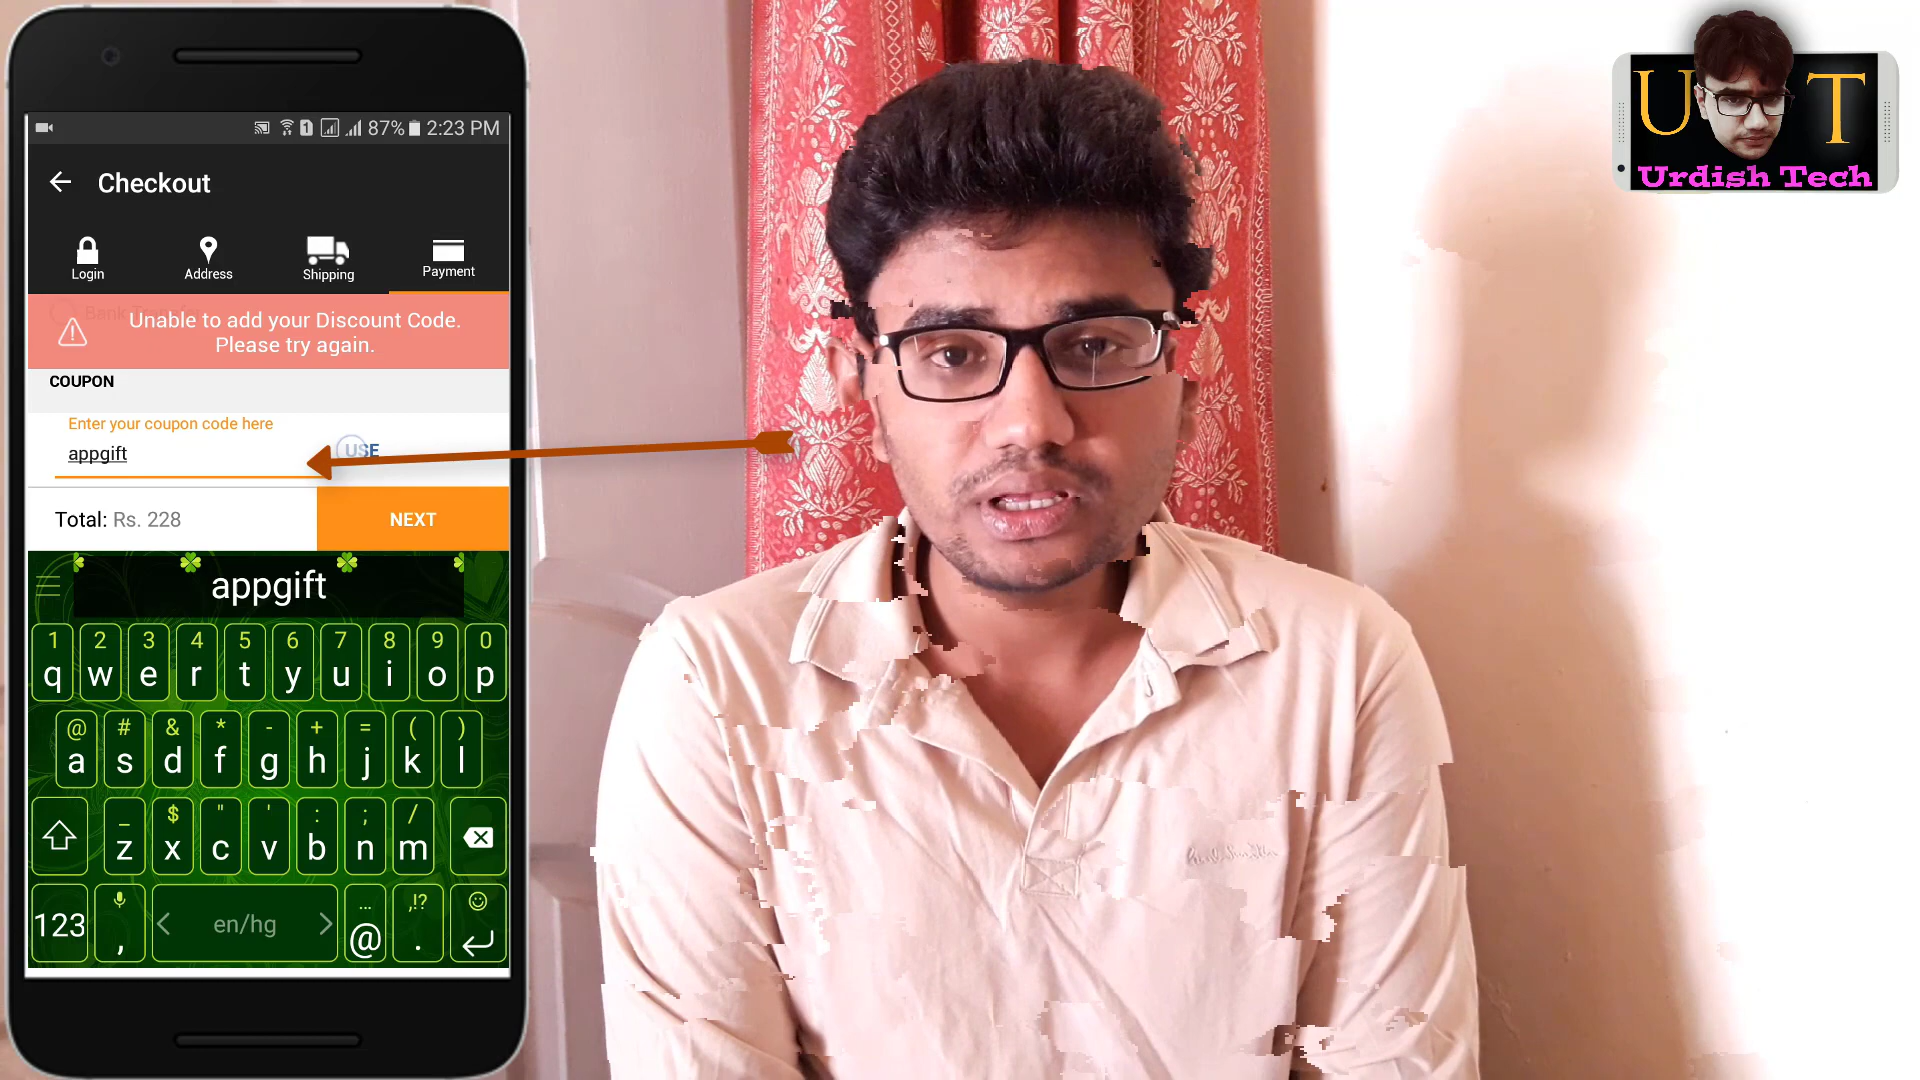 1 87% 2:23 PM
Checkout
Login Address Shipping Payment
Unable to add your Discount Code.
Please try again.
COUPON
Enter your coupon code here
appgift
USE
Total: Rs. 228
NEXT
appgift
1 2 3 4 5 6 7 8 9 0
q w e r t y u i o p
@ # & * - + = ( )
a s d f g h j k l
_ $ " ' : ; /
z x c v b n m
... ,!?
123 , en/hg @ .
U T
Urdish Tech